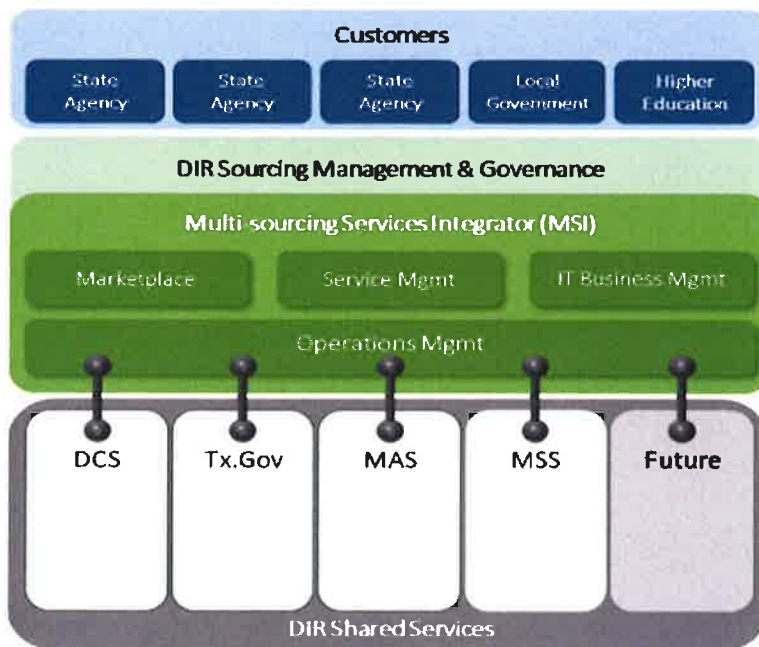 Customers
State
Agency
State
Agency
State
Agency
Local
Government
Higher
Education
DIR Sourcing Management & Governance
Multi-sourcing Services Integrator (MSI)
Marketplace
Service Mgmt
IT Business Mgmt
Operations Mgmt
DCS
Tx.Gov
MAS
MSS
Future
DIR Shared Services